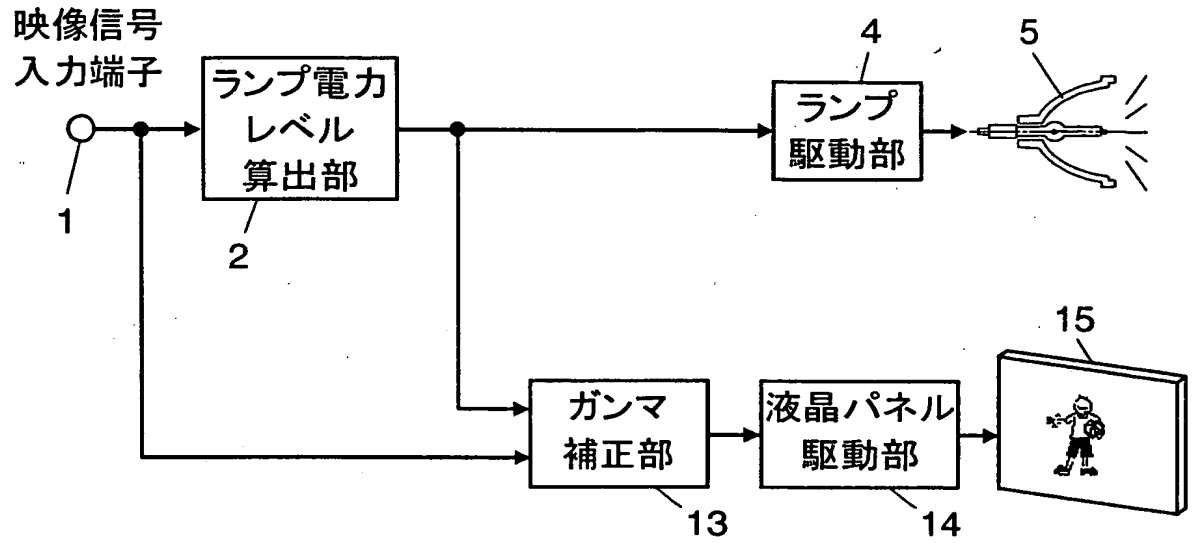 映像信号
入力端子
1
ランプ電力
レベル
算出部
2
ランプ
駆動部
4
5
ガンマ
補正部
13
液晶パネル
駆動部
14
15